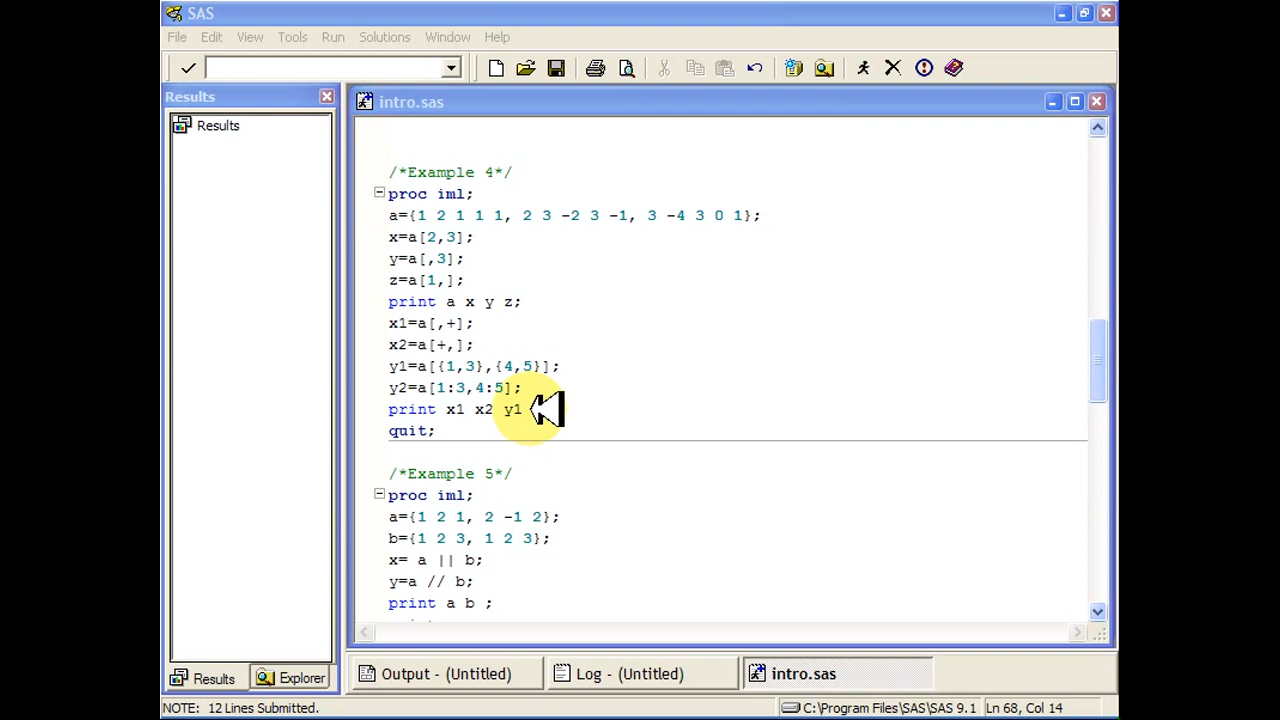 SAS
File Edit View Tools Run Solutions Window Help
Results
intro.sas
Results
/*Example 4*/
proc iml;
a={1 2 1 1 1, 2 3 -2 3 -1, 3 -4 3 0 1};
x=a[2,3];
y=a[,3];
z=a[1,];
print a x y z;
x1=a[,+];
x2=a[+,];
y1=a[{1,3},{4,5}];
y2=a[1:3,4:5];
print x1 x2 y1
quit;
/*Example 5*/
proc iml;
a={1 2 1, 2 -1 2};
b={1 2 3, 1 2 3};
x= a || b;
y=a // b;
print a b ;
Results Explorer
Output - (Untitled) Log - (Untitled) intro.sas
NOTE: 12 Lines Submitted. C:\Program Files\SAS\SAS 9.1 Ln 68, Col 14